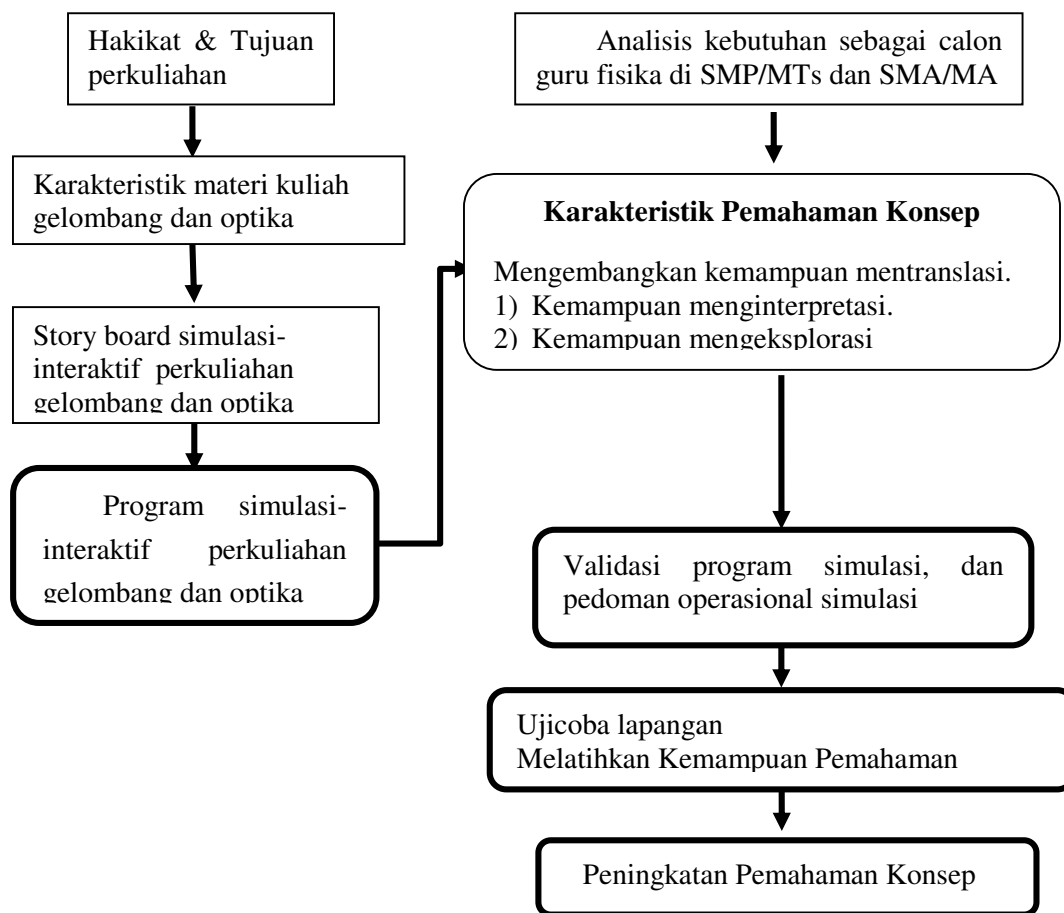 Hakikat & Tujuan
perkuliahan
Karakteristik materi kuliah
gelombang dan optika
Story board simulasi-
interaktif perkuliahan
gelombang dan optika
Program simulasi-
interaktif perkuliahan
gelombang dan optika
Analisis kebutuhan sebagai calon
guru fisika di SMP/MTs dan SMA/MA
Karakteristik Pemahaman Konsep
Mengembangkan kemampuan mentranslasi.
1) Kemampuan menginterpretasi.
2) Kemampuan mengeksplorasi
Validasi program simulasi, dan
pedoman operasional simulasi
Ujicoba lapangan
Melatihkan Kemampuan Pemahaman
Peningkatan Pemahaman Konsep